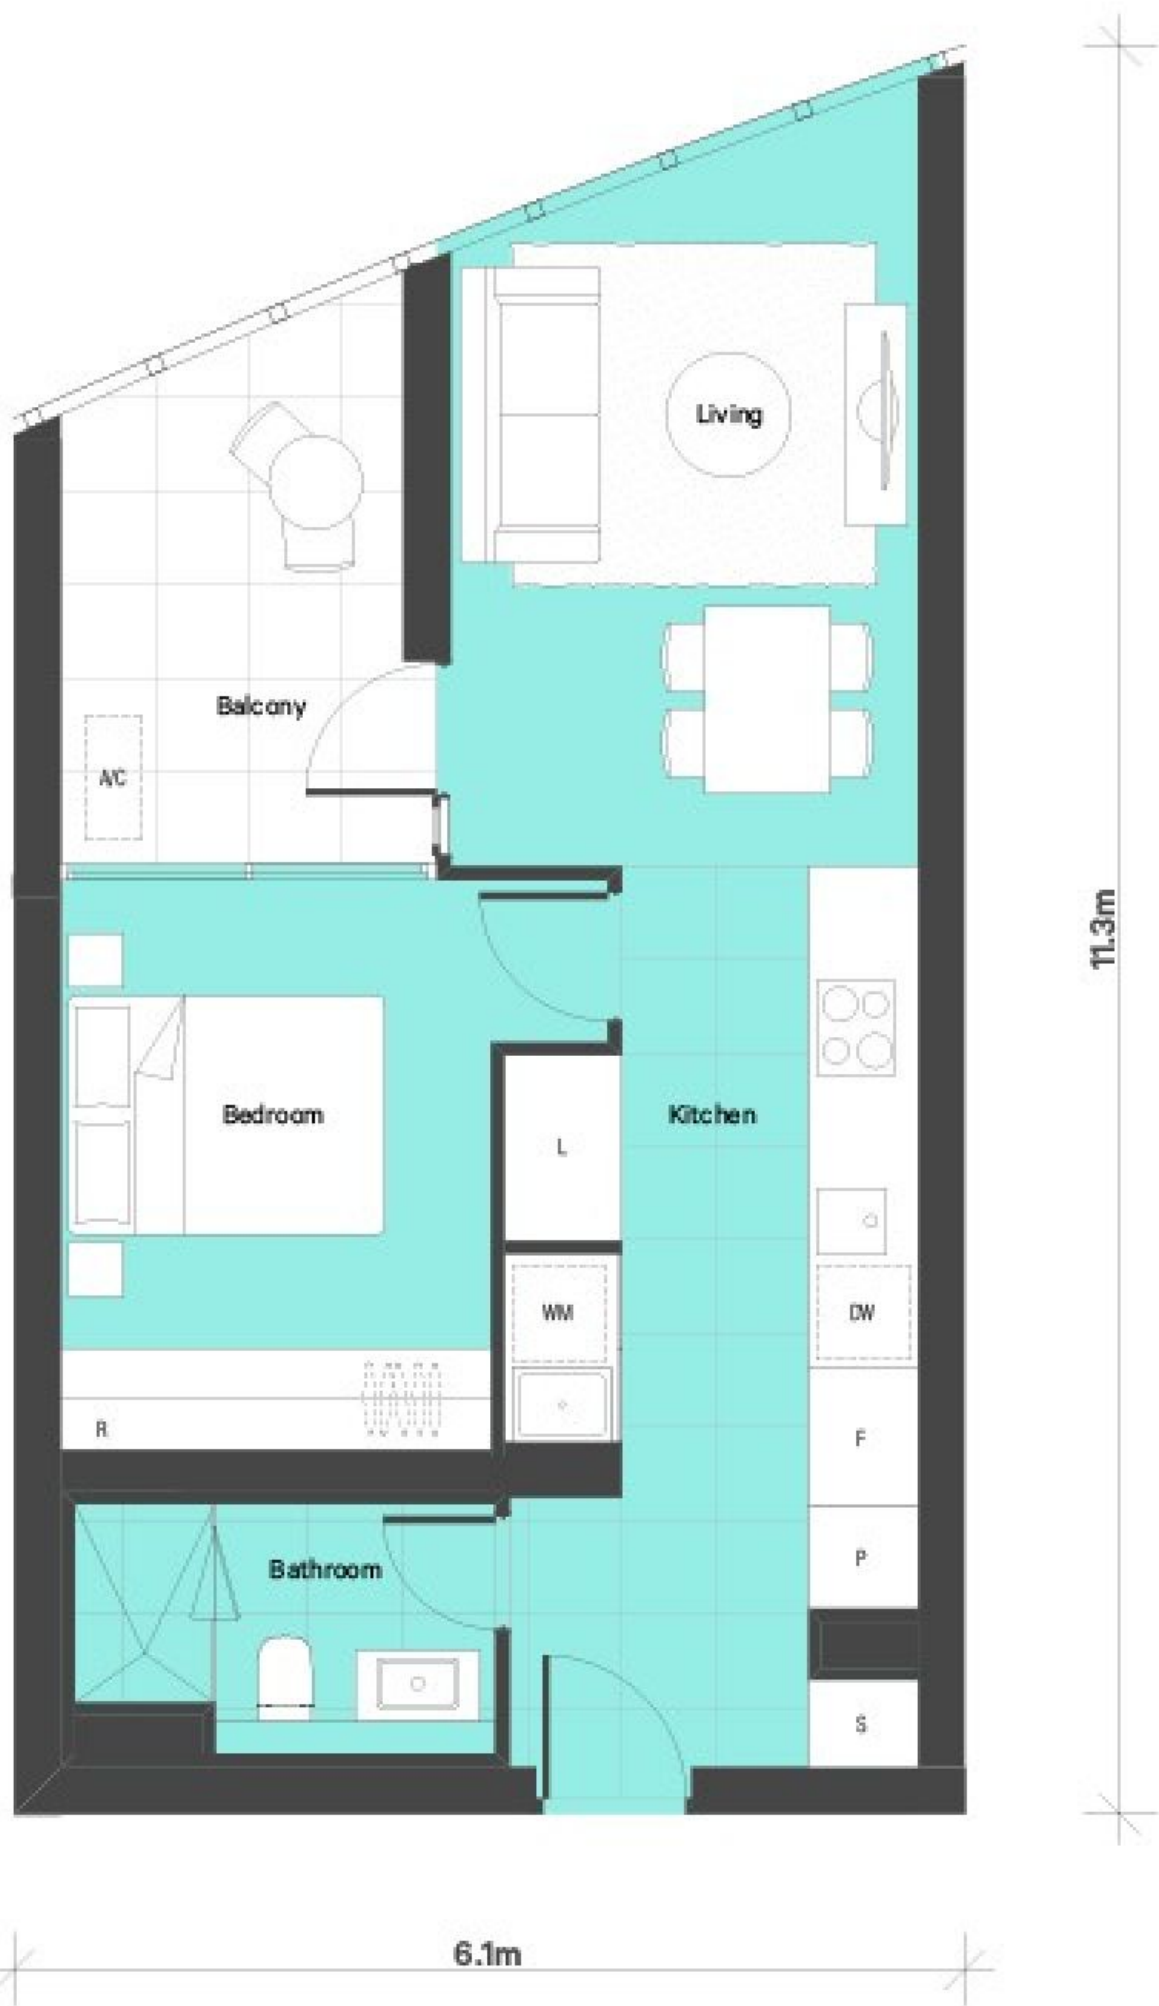 Living
Balcony
A/C
11.3m
Bedroom
Kitchen
L
WM
DW
R
F
Bathroom
P
S
6.1m